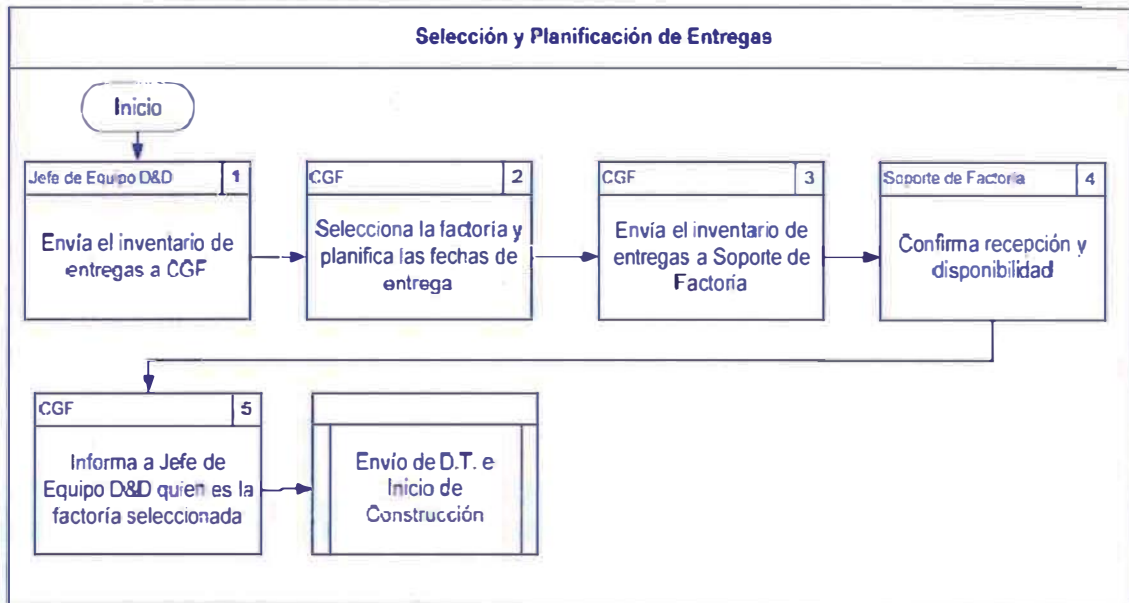 Selección y Planificación de Entregas
Inicio
Jefe de Equipo D&D 1
Envía el inventario de
entregas a CGF
CGF 2
Selecciona la factoría y
planifica las fechas de
entrega
CGF 3
Envía el inventario de
entregas a Soporte de
Factoría
Soporte de Factoría 4
Confirma recepción y
disponibilidad
CGF 5
Informa a Jefe de
Equipo D&D quien es la
factoría seleccionada
Envío de D.T. e
Inicio de
Construcción